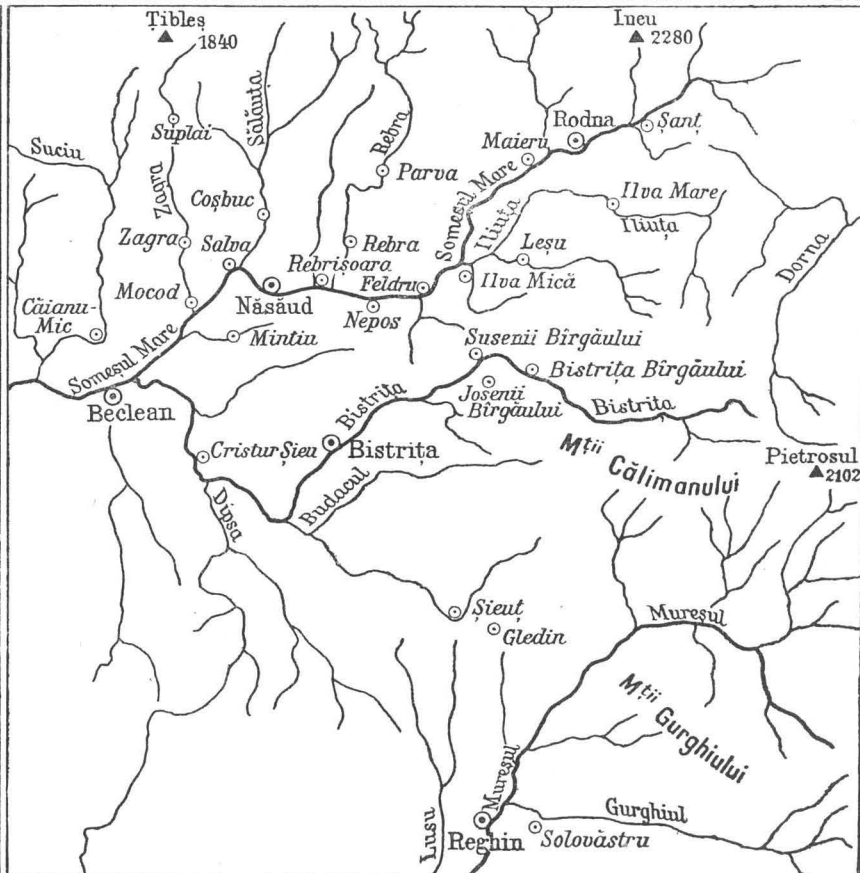 Țibleș
1840
Ineu
2280
Suciu
Suplai
Sălăuta
Rebra
Parva
Maieru
Rodna
Șanț
Zagra
Coșbuc
Someșul Mare
Iliuța
Ilva Mare
Iliuța
Zagra
Salva
Rebra
Leșu
Dorna
Rebrișoara
Feldru
Ilva Mică
Căianu-
Mic
Mocod
Năsăud
Nepos
Someșul Mare
Mintiu
Susenii Bîrgăului
Bistrița Bîrgăului
Beclean
Josenii
Bîrgăului
Bistrița
Bistrița
Cristur Șieu
Bistrița
Mții
Călimanului
Pietrosul
2102
Dipșa
Budacul
Șieuț
Gledin
Mureșul
Mții
Gurghiului
Mureșul
Lușu
Reghin
Gurghiul
Solovăstru